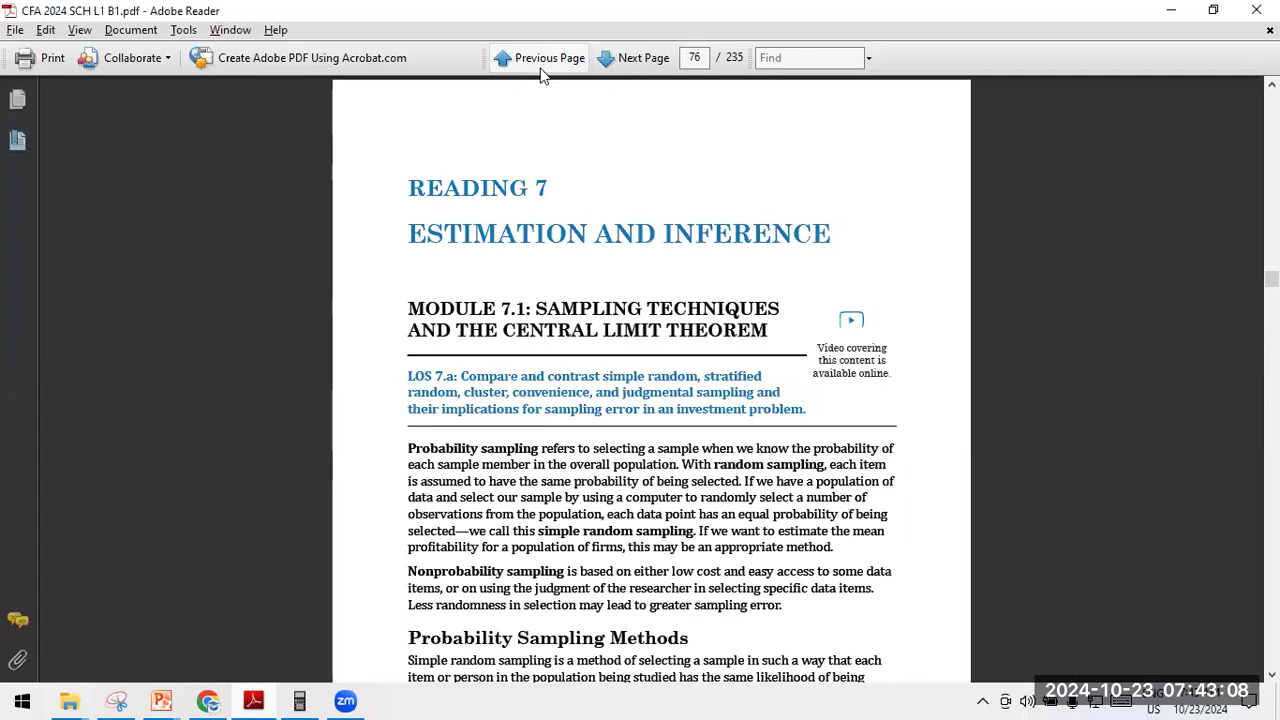 CFA 2024 SCH L1 B1.pdf - Adobe Reader
File Edit View Document Tools Window Help
Print Collaborate Create Adobe PDF Using Acrobat.com Previous Page Next Page 76 / 235 Find
READING 7
ESTIMATION AND INFERENCE
MODULE 7.1: SAMPLING TECHNIQUES
AND THE CENTRAL LIMIT THEOREM
Video covering
this content is
available online.
LOS 7.a: Compare and contrast simple random, stratified
random, cluster, convenience, and judgmental sampling and
their implications for sampling error in an investment problem.
Probability sampling refers to selecting a sample when we know the probability of
each sample member in the overall population. With random sampling, each item
is assumed to have the same probability of being selected. If we have a population of
data and select our sample by using a computer to randomly select a number of
observations from the population, each data point has an equal probability of being
selected—we call this simple random sampling. If we want to estimate the mean
profitability for a population of firms, this may be an appropriate method.
Nonprobability sampling is based on either low cost and easy access to some data
items, or on using the judgment of the researcher in selecting specific data items.
Less randomness in selection may lead to greater sampling error.
Probability Sampling Methods
Simple random sampling is a method of selecting a sample in such a way that each
item or person in the population being studied has the same likelihood of being
zm
2024-10-23 07:43:08
US 10/23/2024